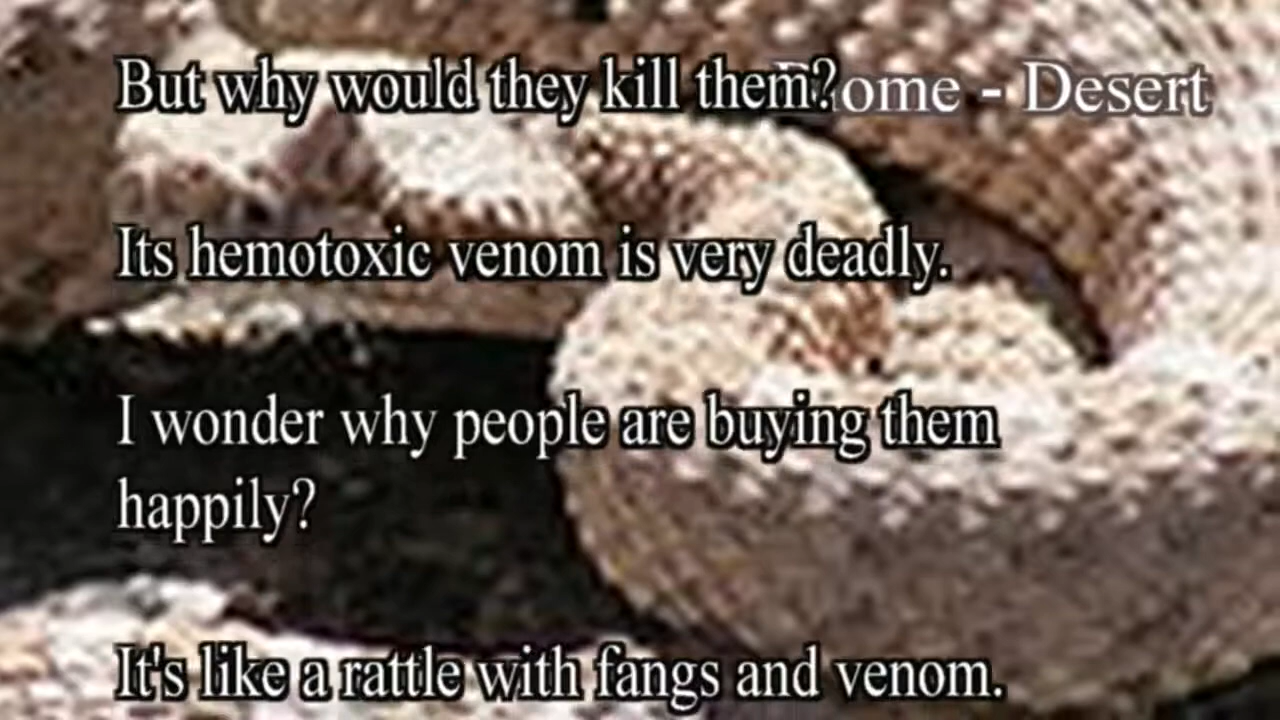 But why would they kill them?
ome - Desert
Its hemotoxic venom is very deadly.
I wonder why people are buying them
happily?
It's like a rattle with fangs and venom.